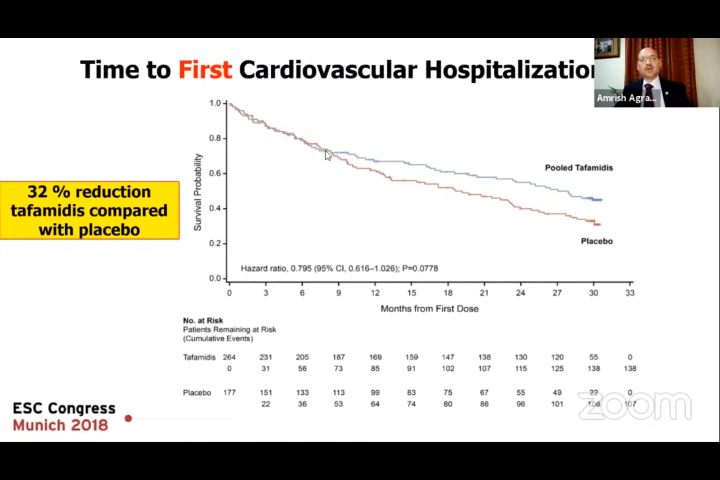 Time to First Cardiovascular Hospitalization
Amrish Agra...
32 % reduction
tafamidis compared
with placebo
Survival Probability
1.0
0.8
0.6
0.4
0.2
0.0
Pooled Tafamidis
Placebo
Hazard ratio, 0.795 (95% CI, 0.616–1.026); P=0.0778
0 3 6 9 12 15 18 21 24 27 30 33
Months from First Dose
No. at Risk
Patients Remaining at Risk
(Cumulative Events)
Tafamidis 264 231 205 187 169 159 147 138 130 120 55 0
0 31 56 73 85 91 102 107 115 125 138 138
Placebo 177 151 133 113 99 83 75 67 55 49 22 0
22 36 53 64 74 80 86 96 101 106 107
zoom
ESC Congress
Munich 2018